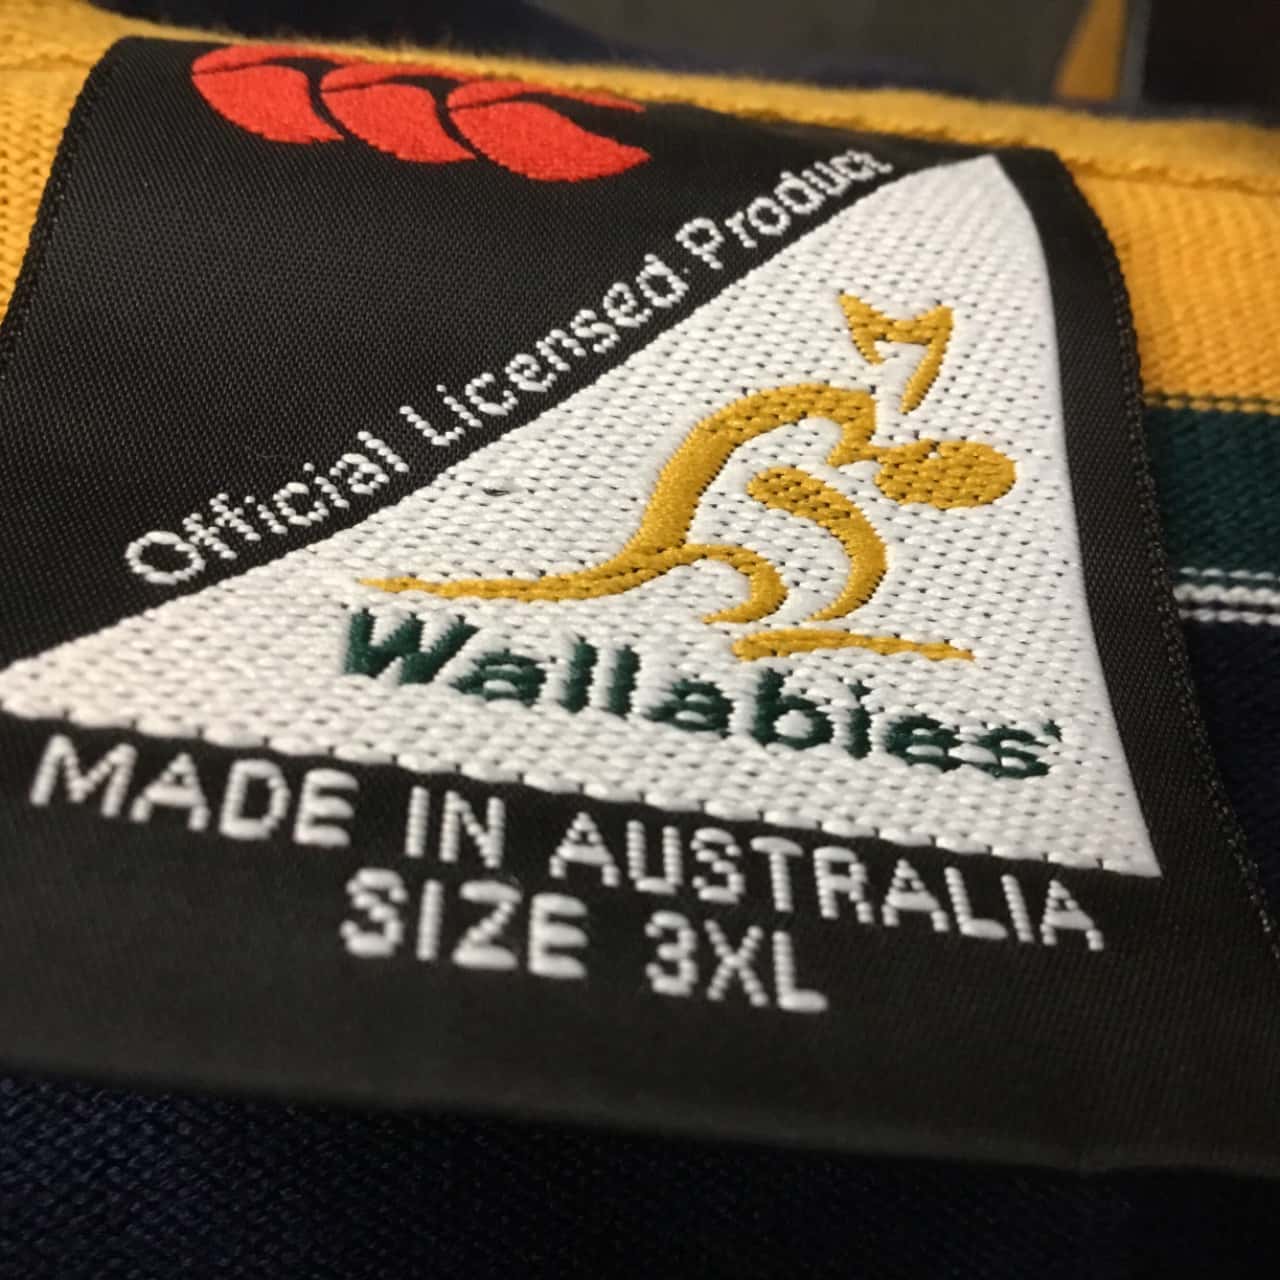 Official Licensed Product
Wallabies
MADE IN AUSTRALIA
SIZE 3XL